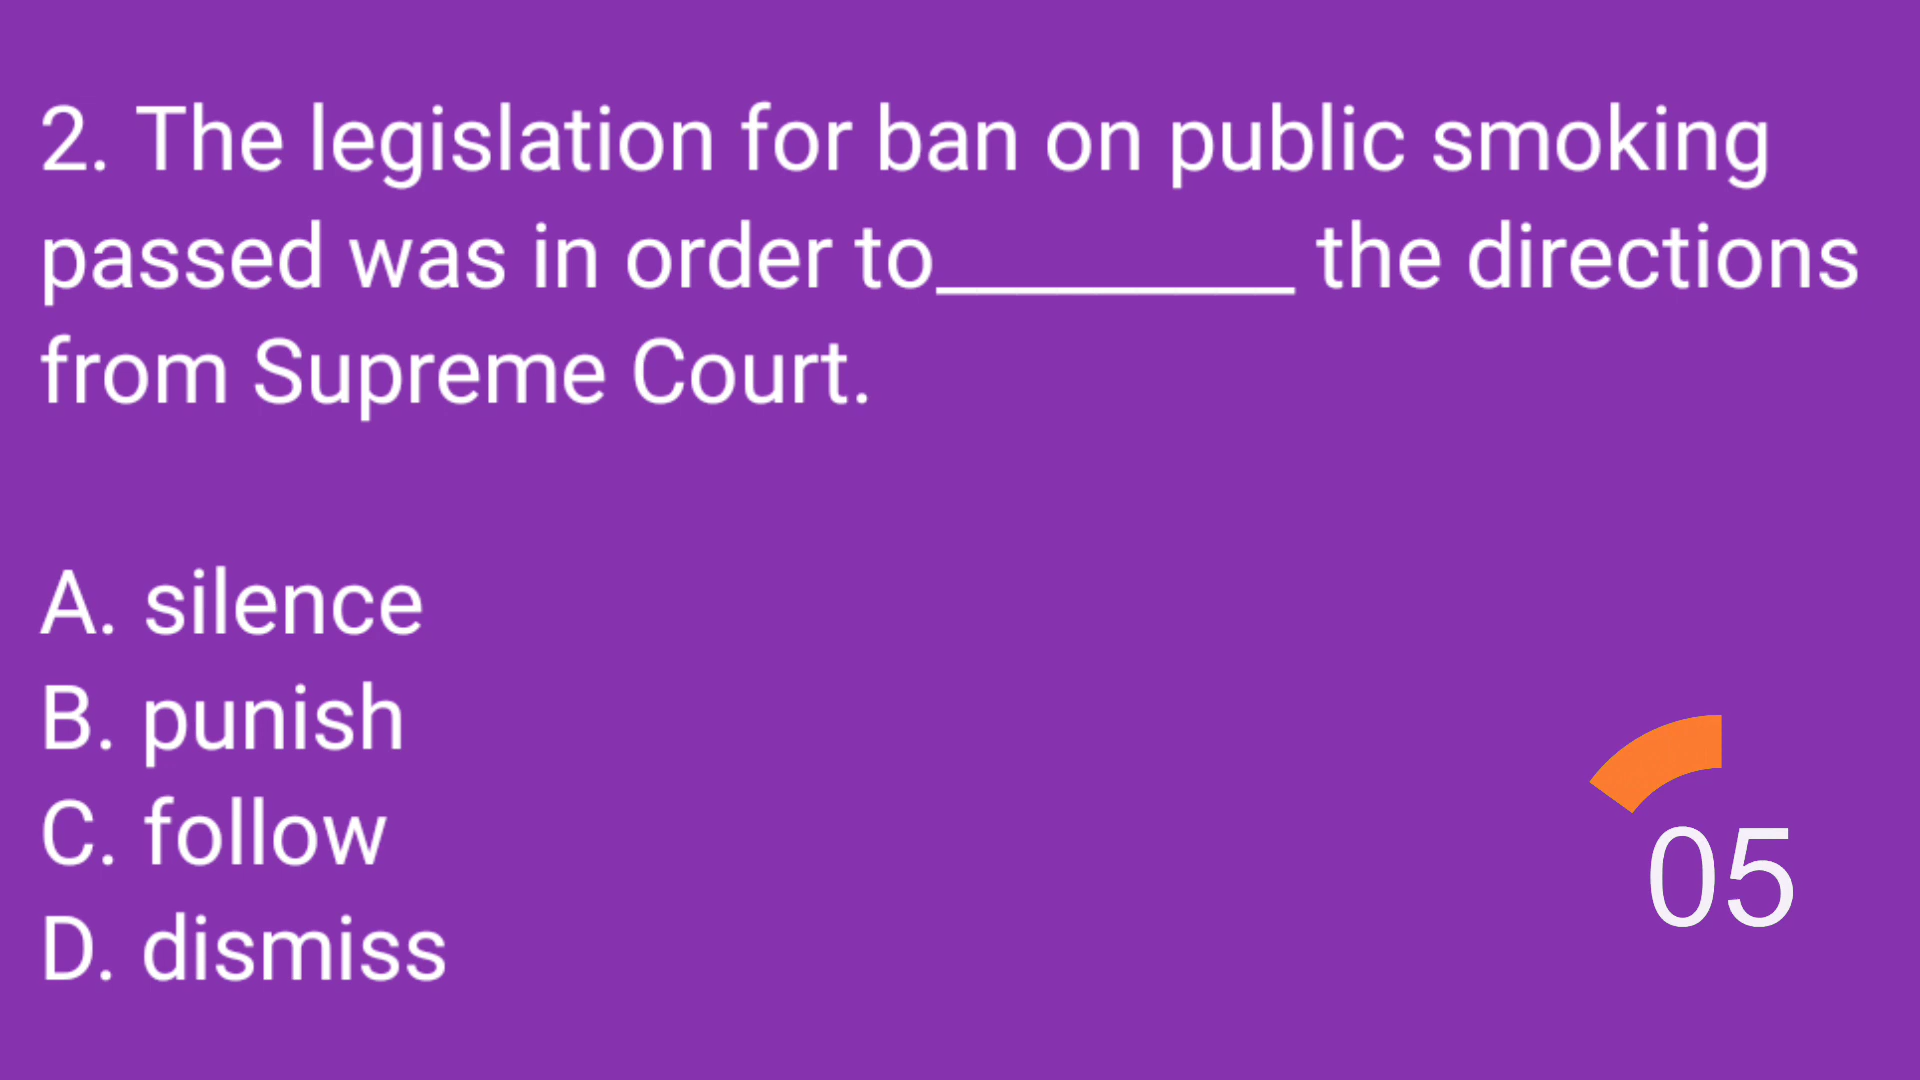 2. The legislation for ban on public smoking
passed was in order to_________ the directions
from Supreme Court.
A. silence
B. punish
C. follow
D. dismiss
05